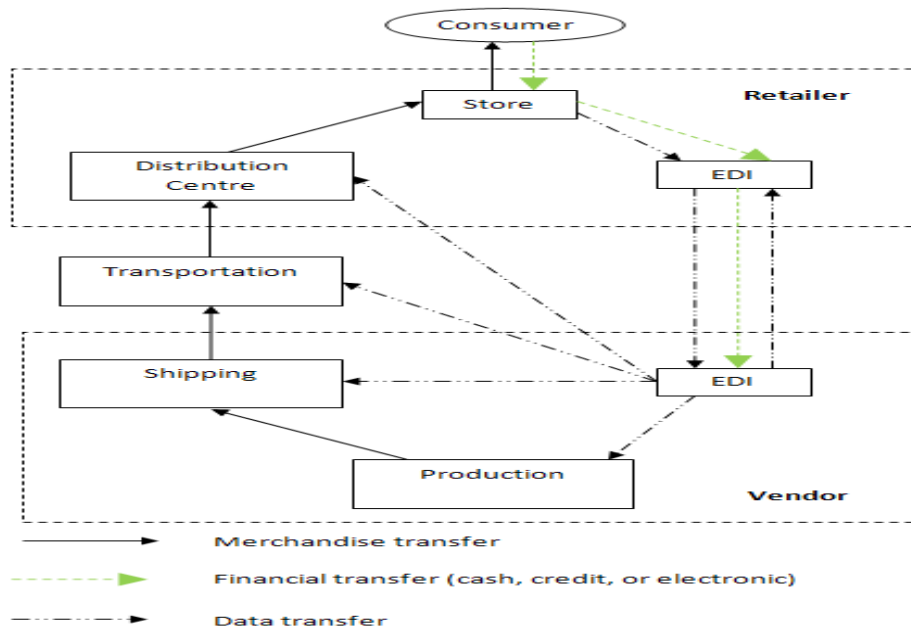 Consumer
Retailer
Store
Distribution
Centre
EDI
Transportation
Shipping
EDI
Production
Vendor
Merchandise transfer
Financial transfer (cash, credit, or electronic)
Data transfer